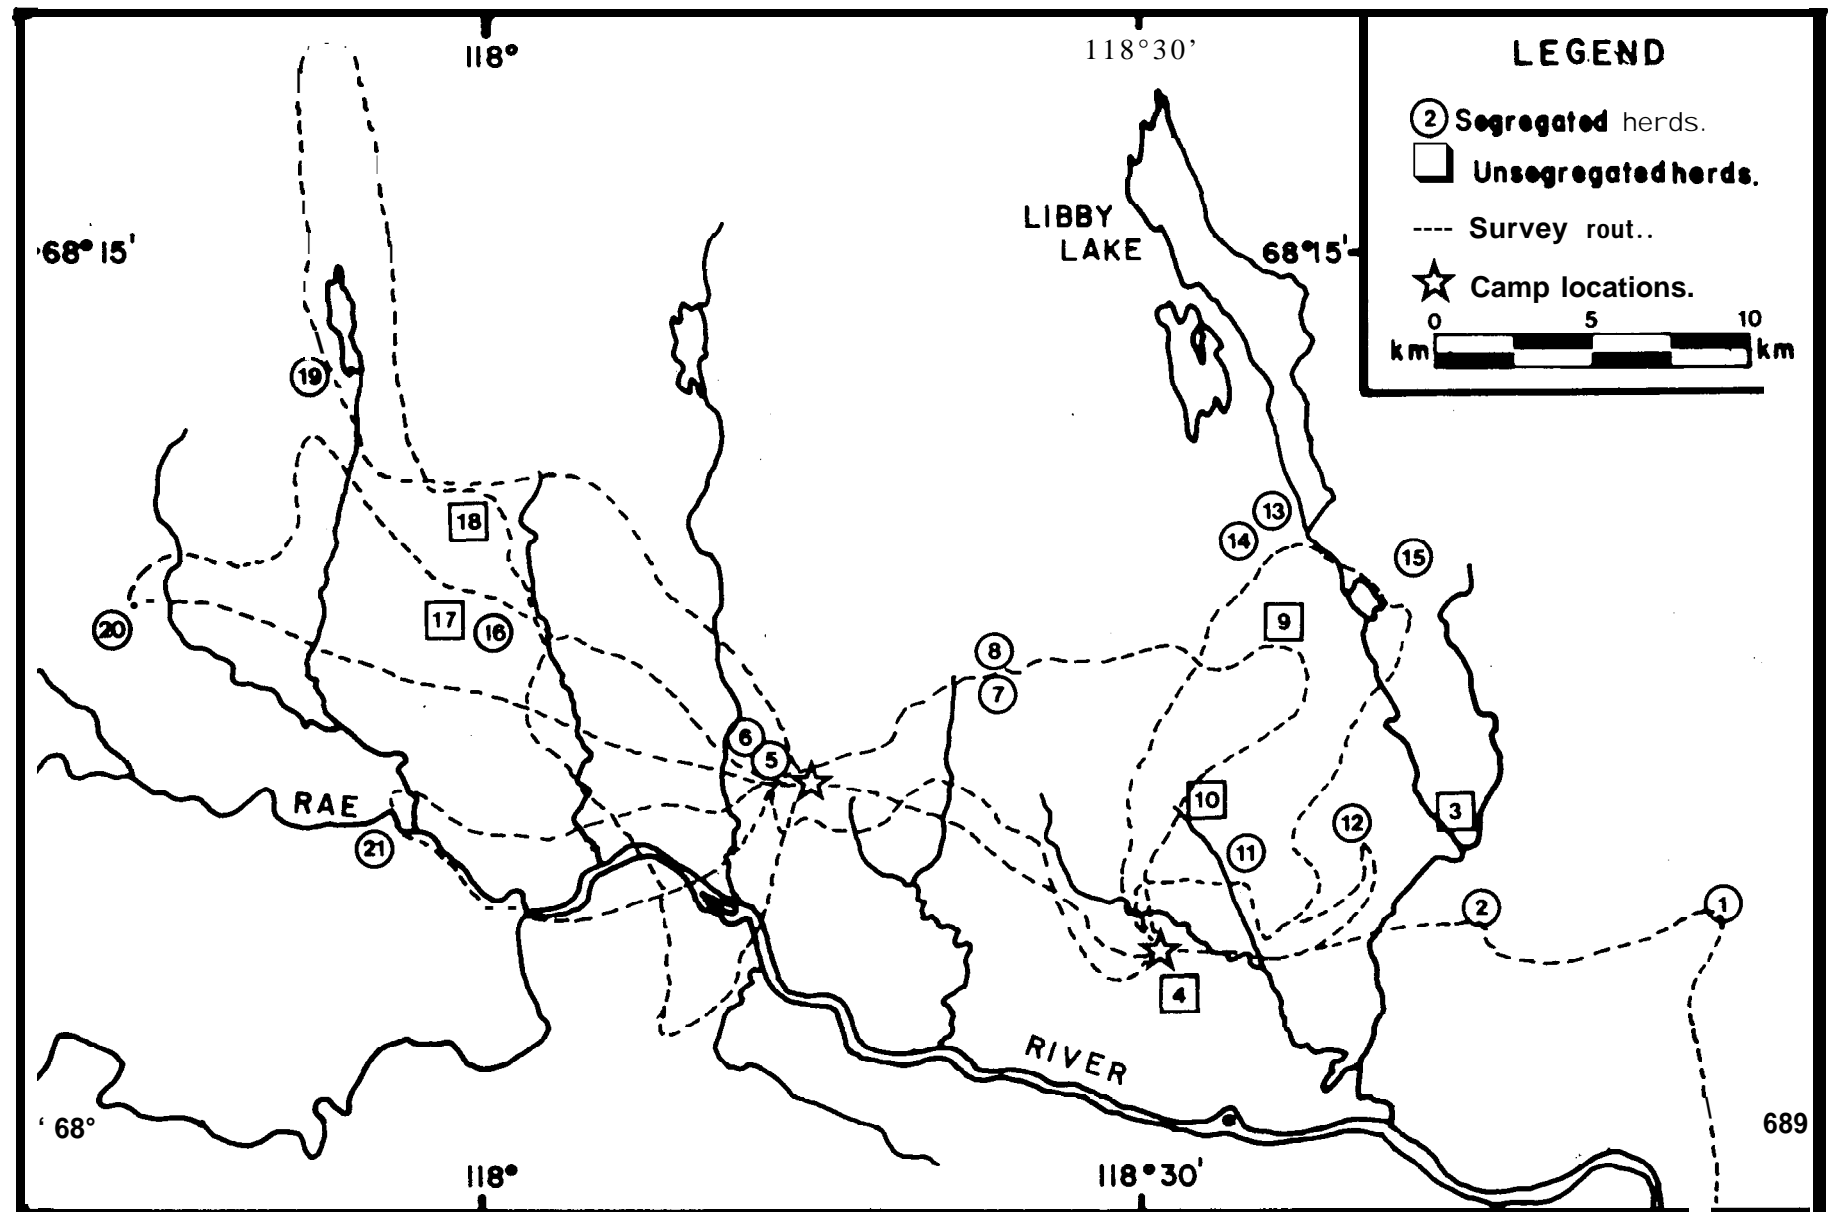 118°
118°30'
LEGEND
2 Segregated herds.
Unsegregated herds.
---- Survey rout..
Camp locations.
0 5 10
km km
68°15'
LIBBY
LAKE
68°15'
19
18
13
14
15
17
16
20
9
8
7
6
5
10
3
12
11
RAE
21
2
1
4
RIVER
' 68°
689
118°
118°30'